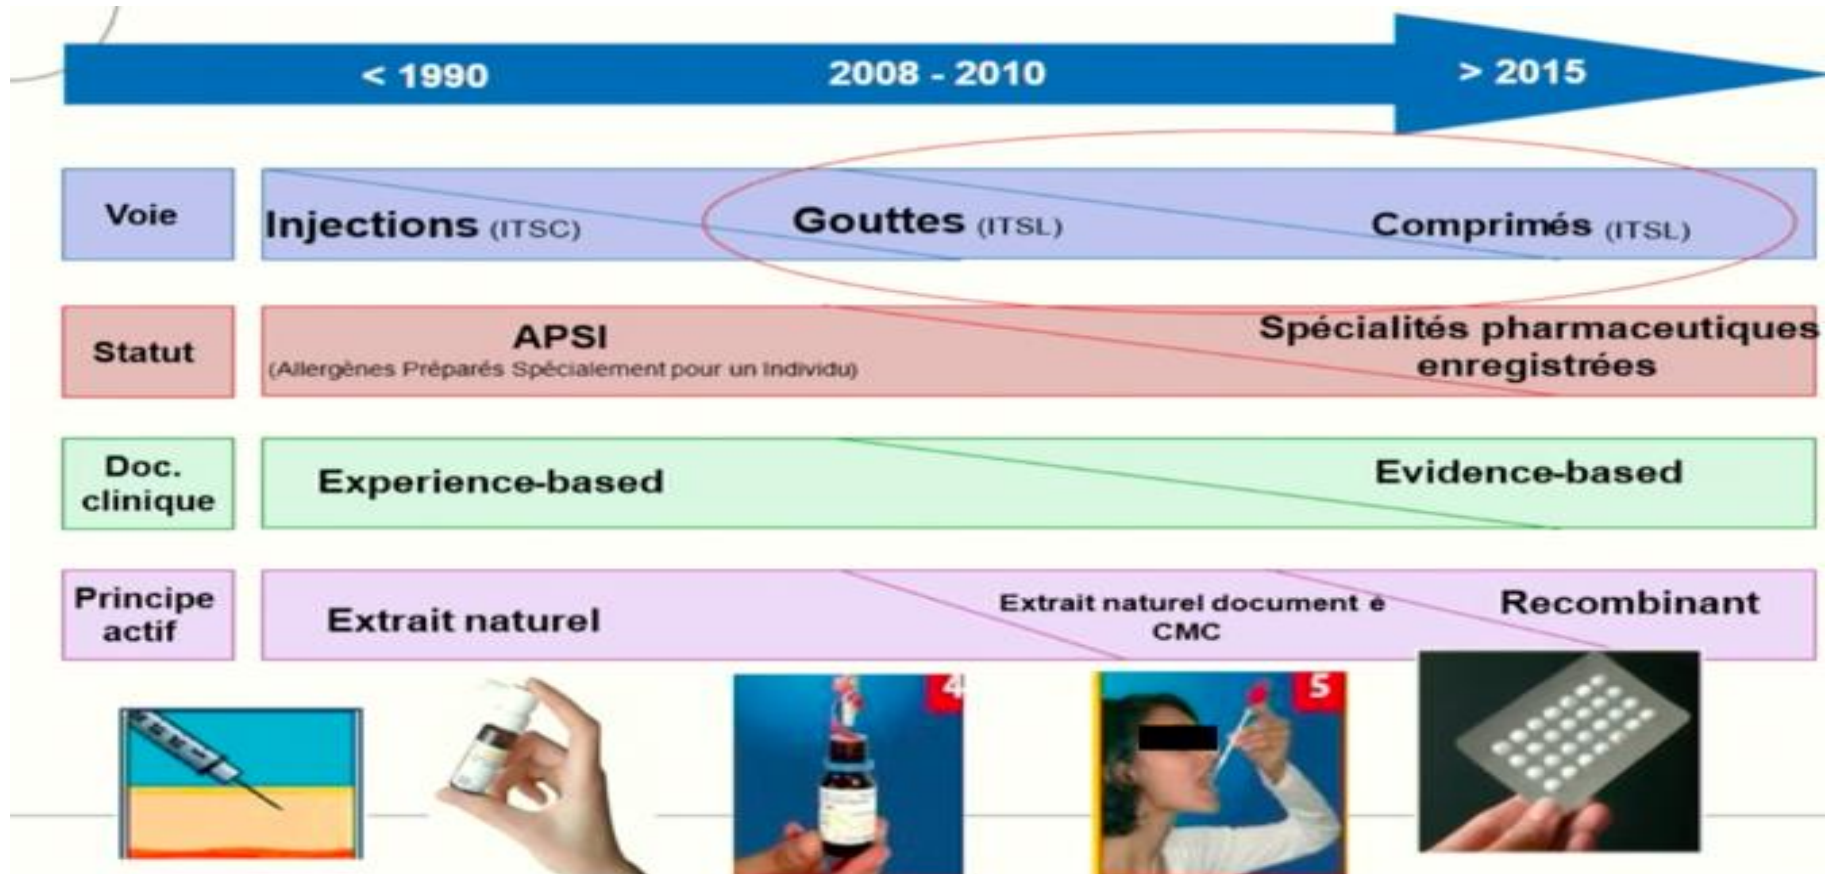 < 1990
2008 - 2010
> 2015
Voie
Injections (ITSC)
Gouttes (ITSL)
Comprimés (ITSL)
Statut
APSI
(Allergènes Préparés Spécialement pour un Individu)
Spécialités pharmaceutiques
enregistrées
Doc.
clinique
Experience-based
Evidence-based
Principe
actif
Extrait naturel
Extrait naturel document é
CMC
Recombinant
4
5